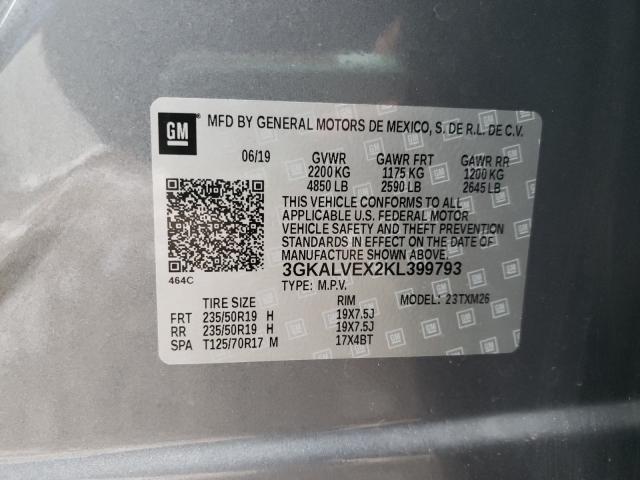 GM MFD BY GENERAL MOTORS DE MEXICO, S. DE R.L. DE C.V.
06/19 GVWR GAWR FRT GAWR RR
2200 KG 1175 KG 1200 KG
4850 LB 2590 LB 2645 LB
THIS VEHICLE CONFORMS TO ALL
APPLICABLE U.S. FEDERAL MOTOR
VEHICLE SAFETY AND THEFT PREVENTION
STANDARDS IN EFFECT ON THE DATE OF
MANUFACTURE SHOWN ABOVE.
3GKALVEX2KL399793
464C
TYPE: M.P.V. MODEL: 23TXM26
TIRE SIZE RIM
FRT 235/50R19 H 19X7.5J
RR 235/50R19 H 19X7.5J
SPA T125/70R17 M 17X4BT